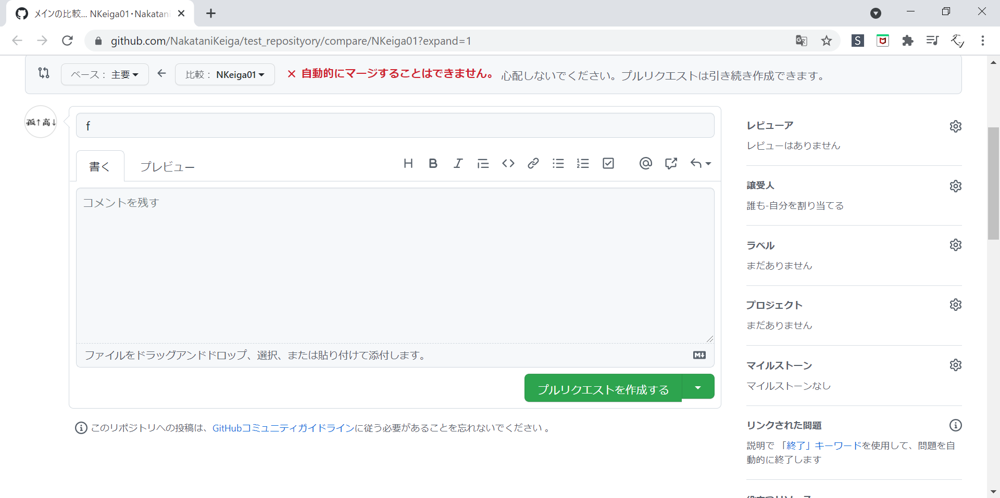 メインの比較... NKeiga01・Nakatani
github.com/NakataniKeiga/test_reposityory/compare/NKeiga01?expand=1
S
ベース： 主要
比較： NKeiga01
自動的にマージすることはできません。 心配しないでください。プルリクエストは引き続き作成できます。
孤↑高↓
f
書く
プレビュー
コメントを残す
ファイルをドラッグアンドドロップ、選択、または貼り付けて添付します。
プルリクエストを作成する
このリポジトリへの投稿は、GitHubコミュニティガイドラインに従う必要があることを忘れないでください 。
レビューア
レビューはありません
譲受人
誰も-自分を割り当てる
ラベル
まだありません
プロジェクト
まだありません
マイルストーン
マイルストーンなし
リンクされた問題
説明で 「終了」キーワードを使用して、問題を自
動的に終了します